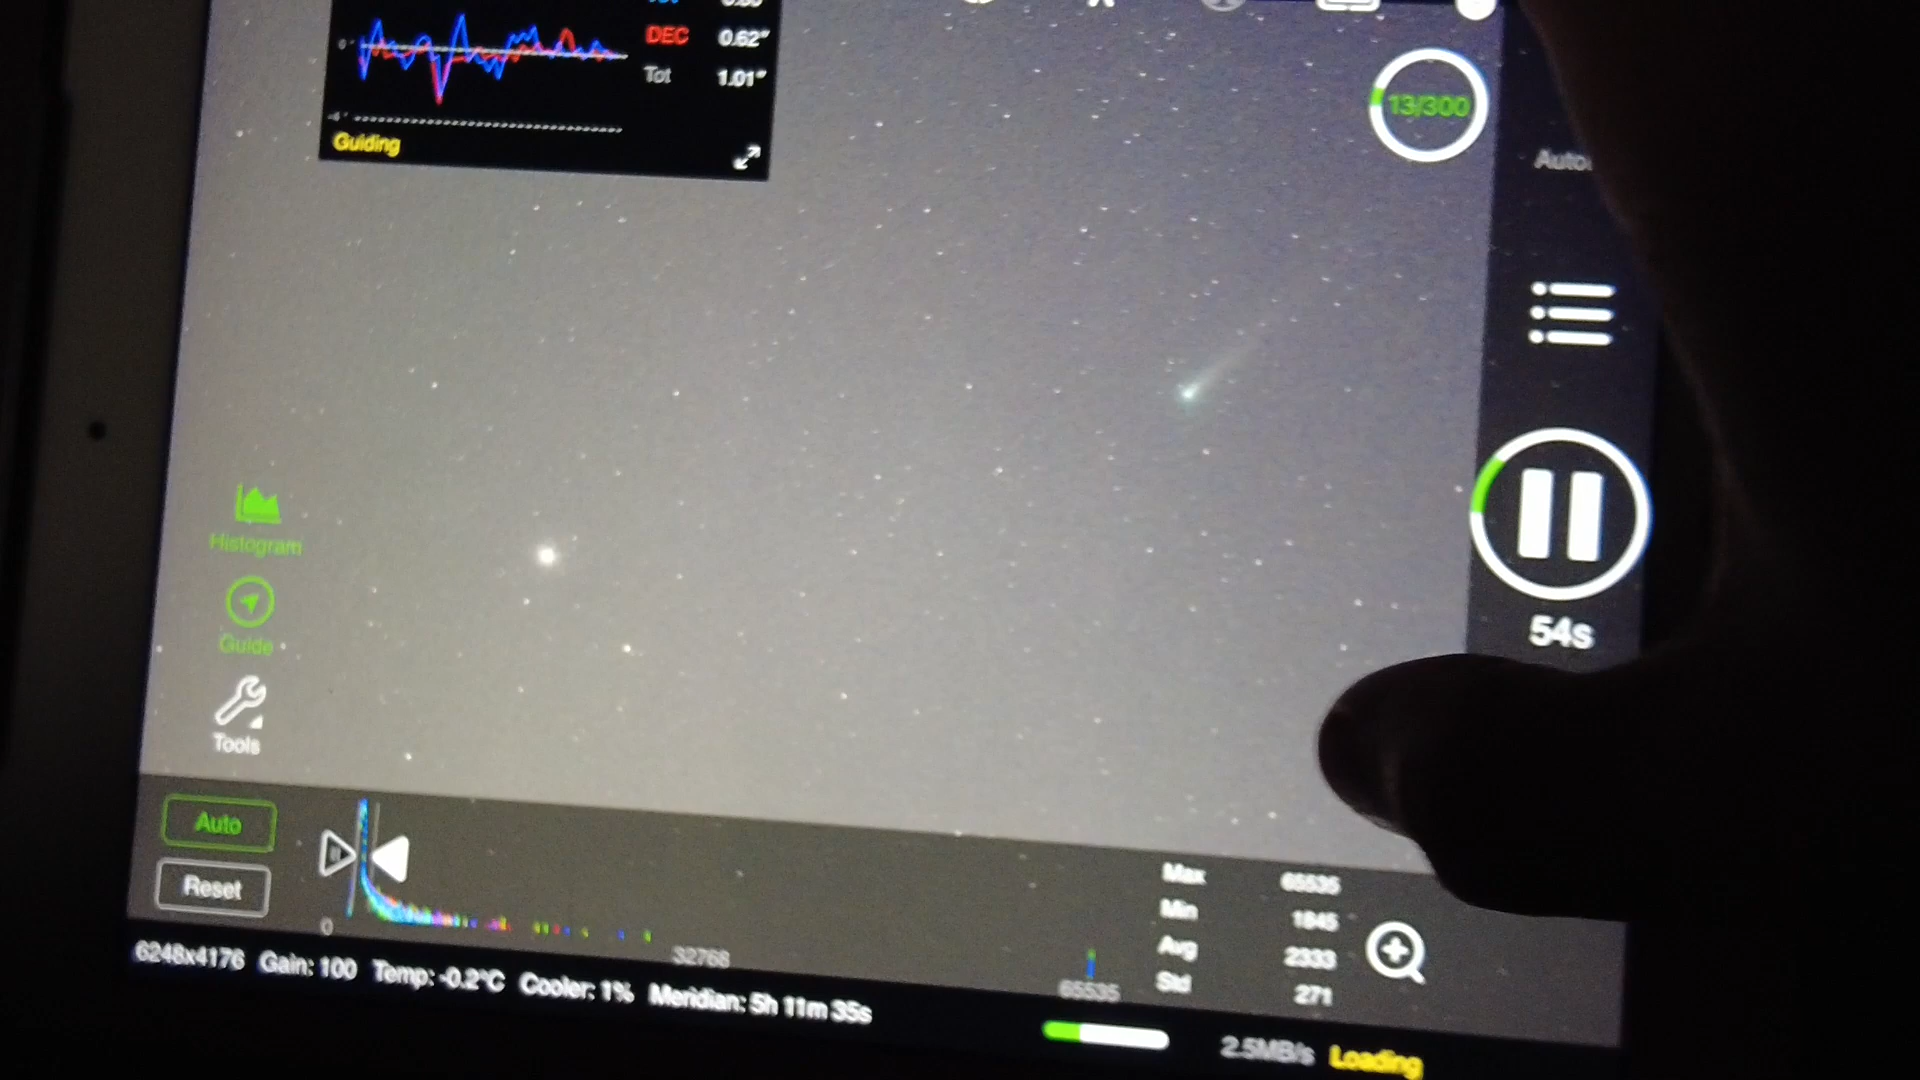 DEC 0.62"
Tot 1.01"
Guiding
13/300
Histogram
Guide
54s
Tools
Auto
Reset
0
32768
65535
Max 65535
Min 1845
Avg 2333
Std 271
6248x4176 Gain: 100 Temp: -0.2°C Cooler: 1% Meridian: 5h 11m 35s
2.5MB/s Loading